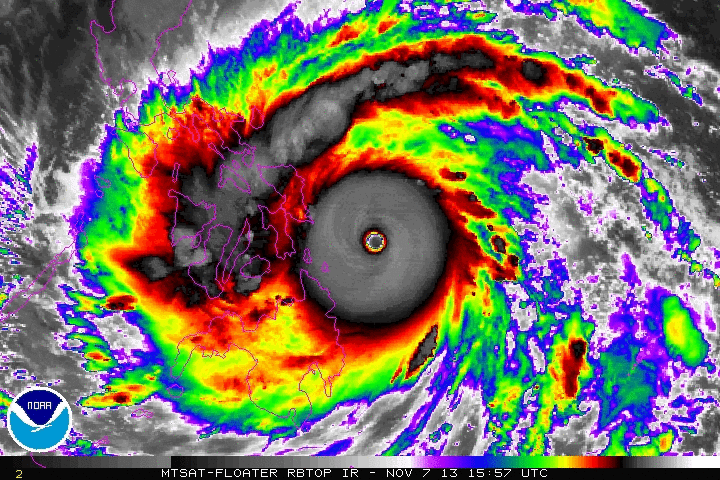 NOAA
2
MTSAT-FLOATER RBTOP IR - NOV 7 13 15:57 UTC